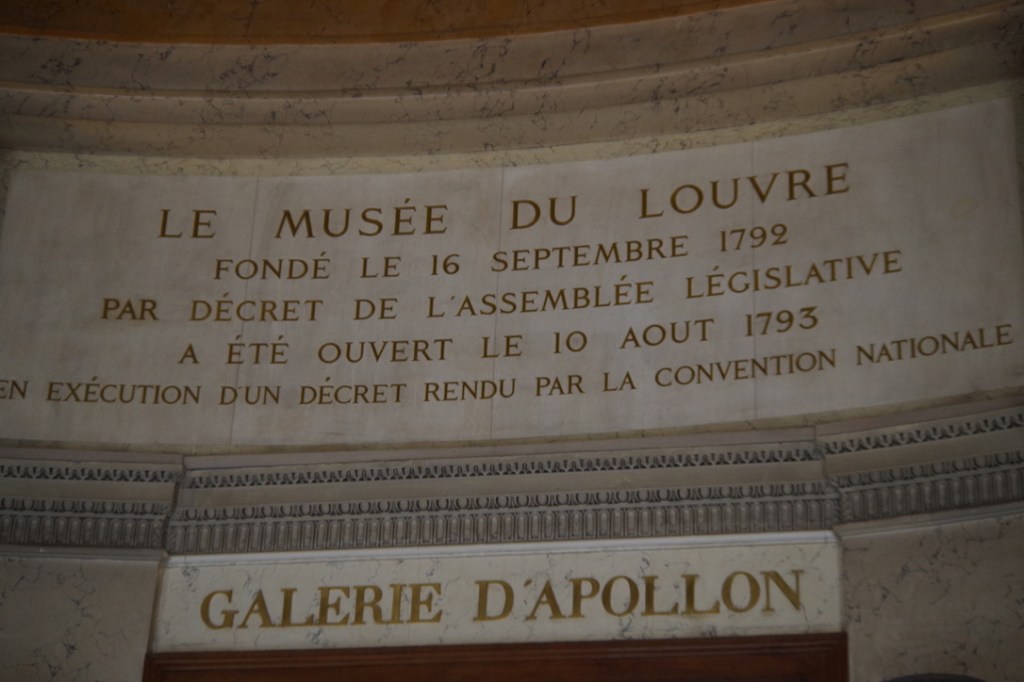 LE MUSÉE DU LOUVRE
FONDÉ LE 16 SEPTEMBRE 1792
PAR DÉCRET DE L'ASSEMBLÉE LÉGISLATIVE
A ÉTÉ OUVERT LE 10 AOUT 1793
EN EXÉCUTION D'UN DÉCRET RENDU PAR LA CONVENTION NATIONALE
GALERIE D'APOLLON